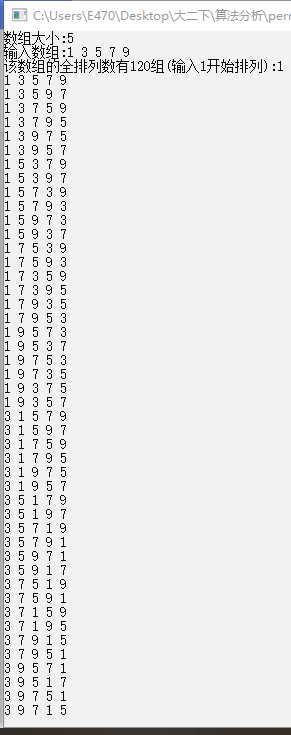 C:\Users\E470\Desktop\大二下\算法分析\perr
数组大小:5
输入数组:1 3 5 7 9
该数组的全排列数有120组(输入1开始排列):1
1 3 5 7 9
1 3 5 9 7
1 3 7 5 9
1 3 7 9 5
1 3 9 7 5
1 3 9 5 7
1 5 3 7 9
1 5 3 9 7
1 5 7 3 9
1 5 7 9 3
1 5 9 7 3
1 5 9 3 7
1 7 5 3 9
1 7 5 9 3
1 7 3 5 9
1 7 3 9 5
1 7 9 3 5
1 7 9 5 3
1 9 5 7 3
1 9 5 3 7
1 9 7 5 3
1 9 7 3 5
1 9 3 7 5
1 9 3 5 7
3 1 5 7 9
3 1 5 9 7
3 1 7 5 9
3 1 7 9 5
3 1 9 7 5
3 1 9 5 7
3 5 1 7 9
3 5 1 9 7
3 5 7 1 9
3 5 7 9 1
3 5 9 7 1
3 5 9 1 7
3 7 5 1 9
3 7 5 9 1
3 7 1 5 9
3 7 1 9 5
3 7 9 1 5
3 7 9 5 1
3 9 5 7 1
3 9 5 1 7
3 9 7 5 1
3 9 7 1 5